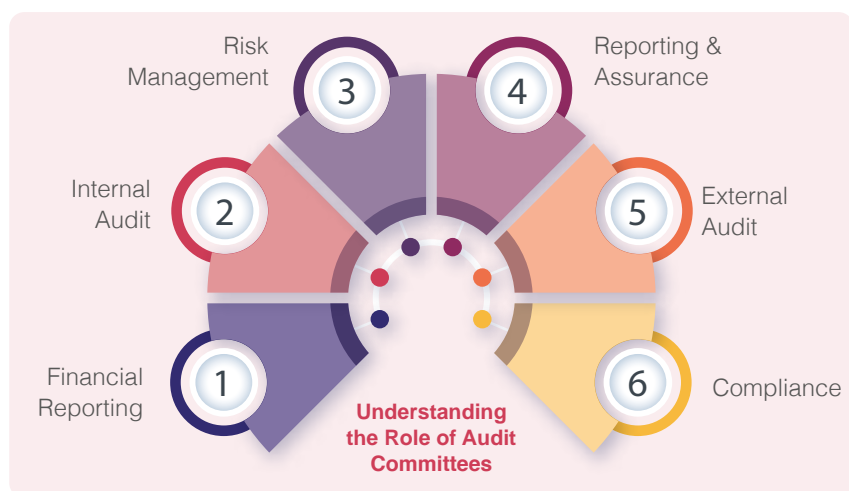 Risk
Management
3
4
Reporting &
Assurance
Internal
Audit
2
5
External
Audit
Financial
Reporting
1
6
Compliance
Understanding
the Role of Audit
Committees